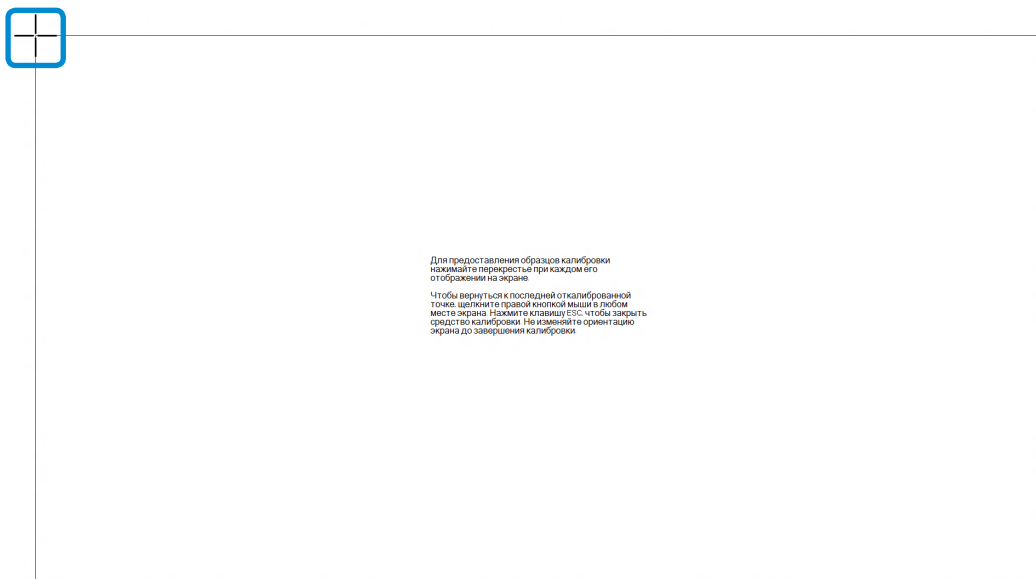 Для предоставления образцов калибровки
нажимайте перекрестье при каждом его
отображении на экране.
Чтобы вернуться к последней откалиброванной
точке, щелкните правой кнопкой мыши в любом
месте экрана. Нажмите клавишу ESC, чтобы закрыть
средство калибровки. Не изменяйте ориентацию
экрана до завершения калибровки.